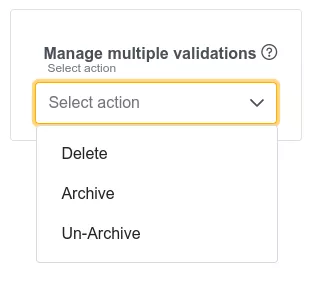 Manage multiple validations
Select action
Select action
Delete
Archive
Un-Archive